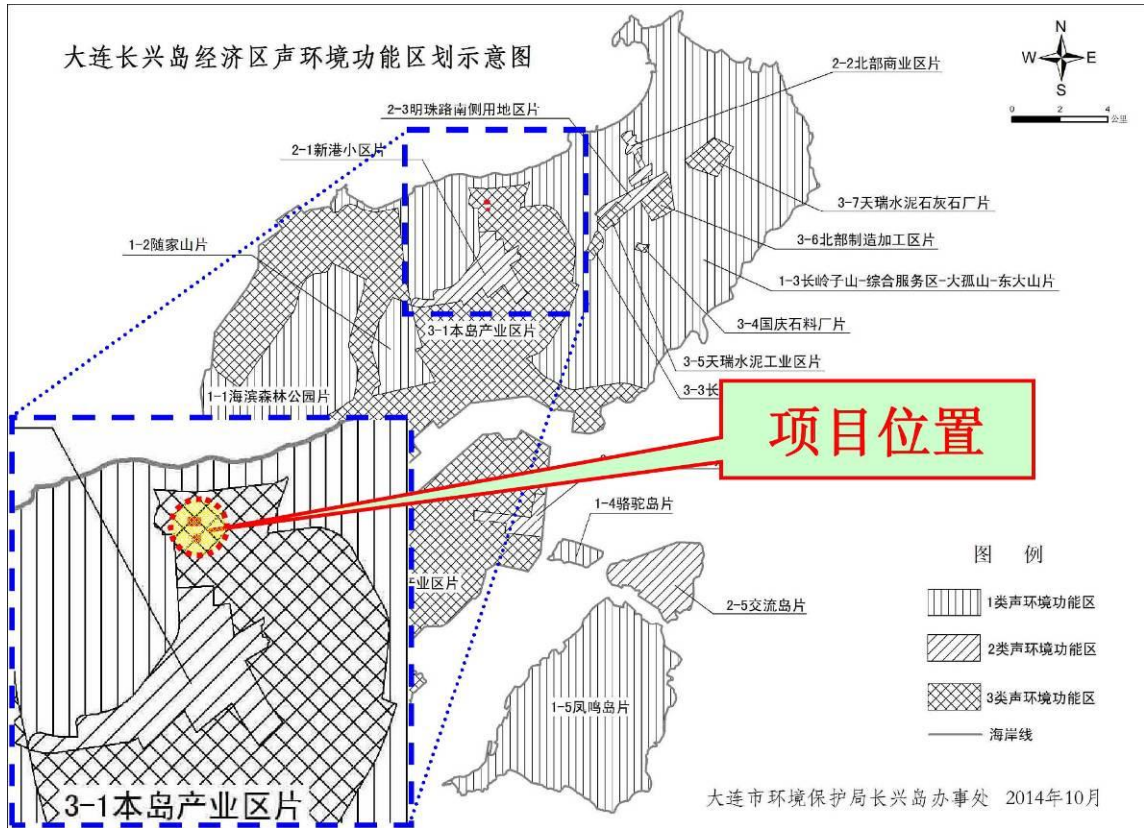 大连长兴岛经济区声环境功能区划示意图
N
W E
S
0 2 4 公里
2-2北部商业区片
2-3明珠路南侧用地区片
2-1新港小区片
3-7天瑞水泥石灰石厂片
3-6北部制造加工区片
1-2随家山片
1-3长岭子山-综合服务区-大孤山-东大山片
3-4国庆石料厂片
3-1本岛产业区片
3-5天瑞水泥工业区片
1-1海滨森林公园片
3-3长
项目位置
1-4骆驼岛片
业区片
2-5交流岛片
1-5凤鸣岛片
3-1本岛产业区片
图 例
1类声环境功能区
2类声环境功能区
3类声环境功能区
海岸线
大连市环境保护局长兴岛办事处 2014年10月